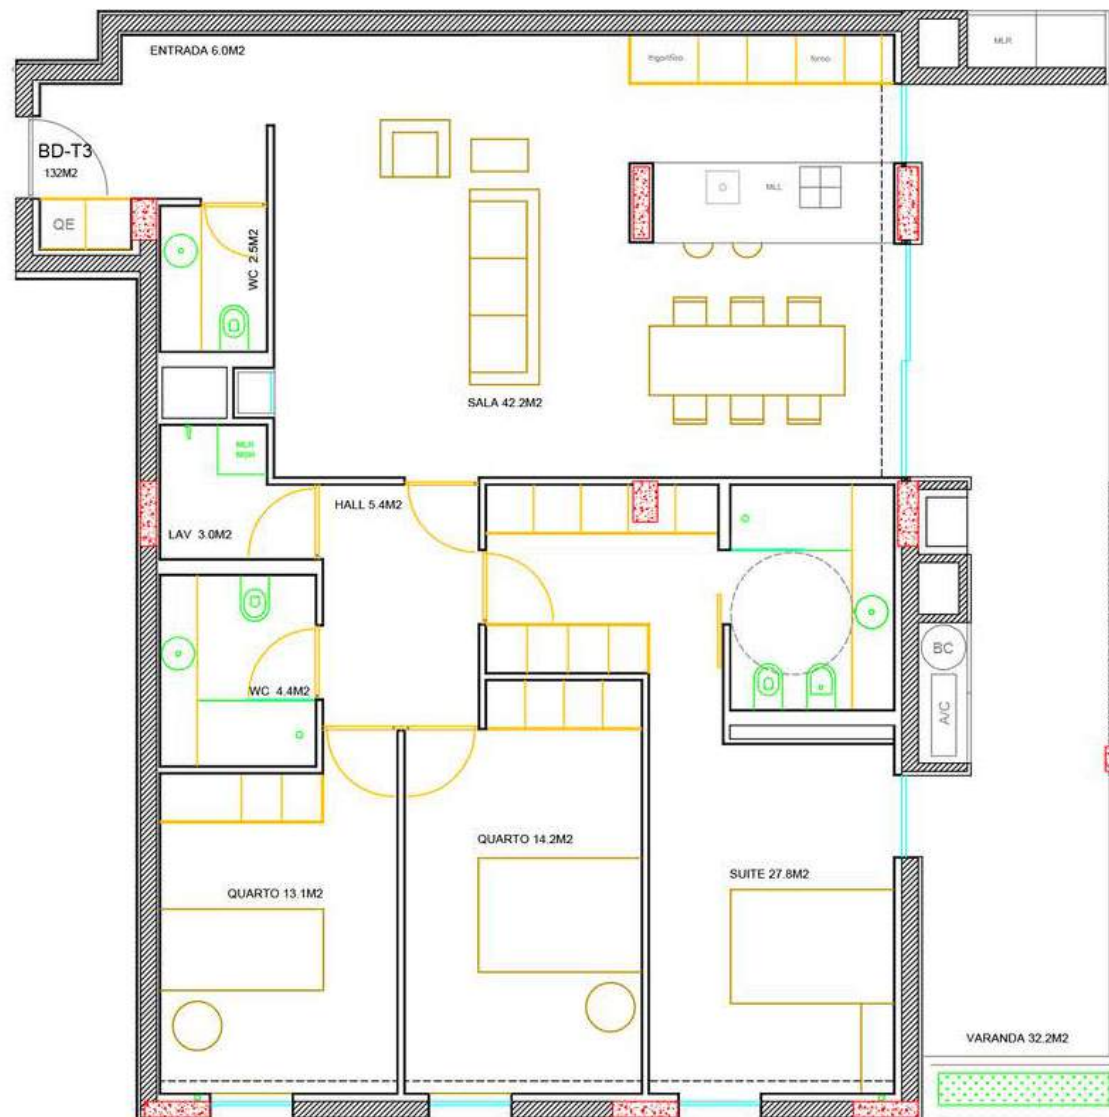 ENTRADA 6.0M2
frigorifico
forno
MLR
BD-T3
132M2
QE
WC 2.5M2
MLL
SALA 42.2M2
MLR
MSR
HALL 5.4M2
LAV 3.0M2
WC 4.4M2
BC
A/C
QUARTO 14.2M2
QUARTO 13.1M2
SUITE 27.8M2
VARANDA 32.2M2